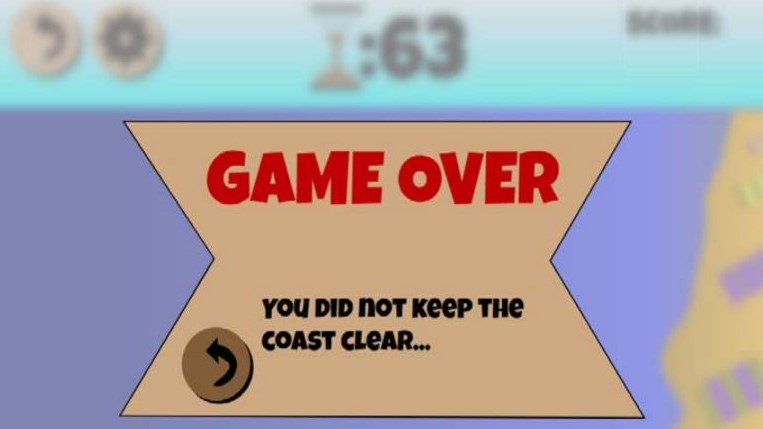 :63
SCORE:
GAME OVER
YOU DID NOT KEEP THE
COAST CLEAR...